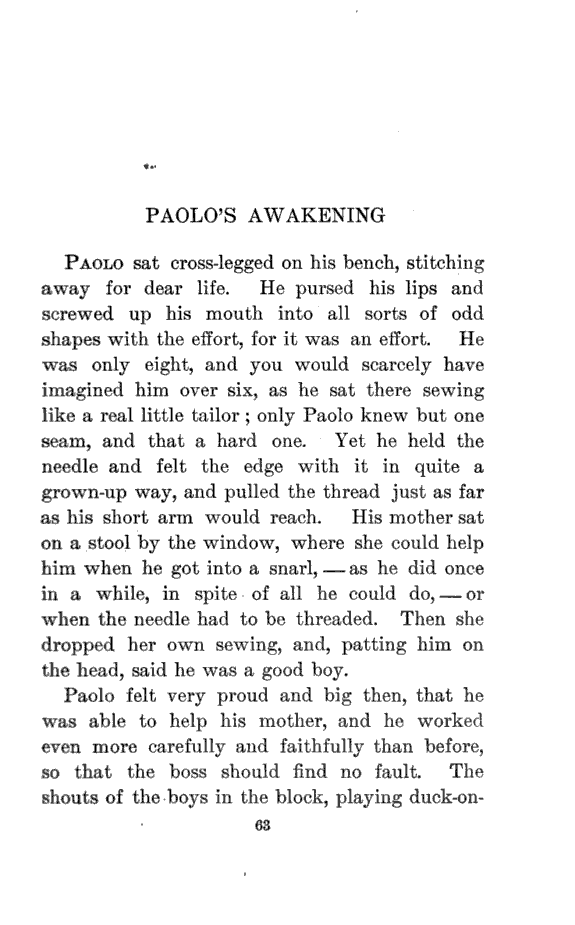 PAOLO'S AWAKENING
PAOLO sat cross-legged on his bench, stitching
away for dear life. He pursed his lips and
screwed up his mouth into all sorts of odd
shapes with the effort, for it was an effort. He
was only eight, and you would scarcely have
imagined him over six, as he sat there sewing
like a real little tailor ; only Paolo knew but one
seam, and that a hard one. Yet he held the
needle and felt the edge with it in quite a
grown-up way, and pulled the thread just as far
as his short arm would reach. His mother sat
on a stool by the window, where she could help
him when he got into a snarl, — as he did once
in a while, in spite of all he could do, — or
when the needle had to be threaded. Then she
dropped her own sewing, and, patting him on
the head, said he was a good boy.
Paolo felt very proud and big then, that he
was able to help his mother, and he worked
even more carefully and faithfully than before,
so that the boss should find no fault. The
shouts of the boys in the block, playing duck-on-
63